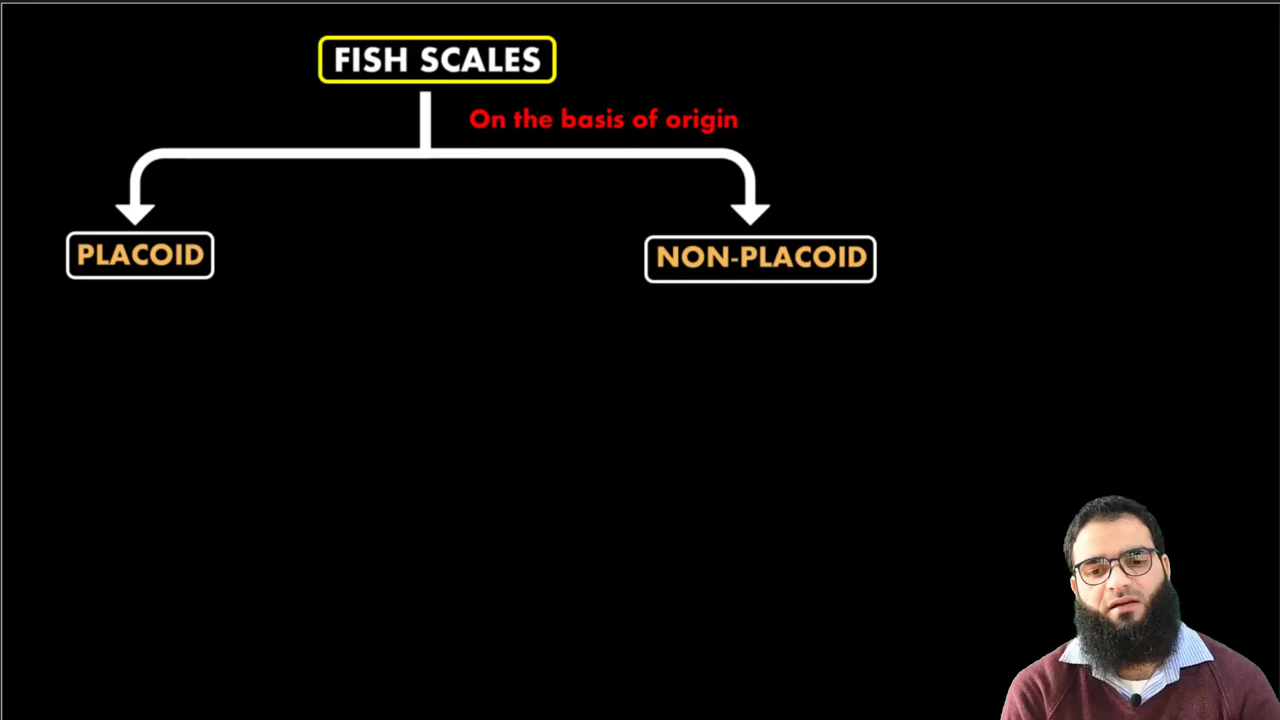 FISH SCALES
On the basis of origin
PLACOID
NON-PLACOID